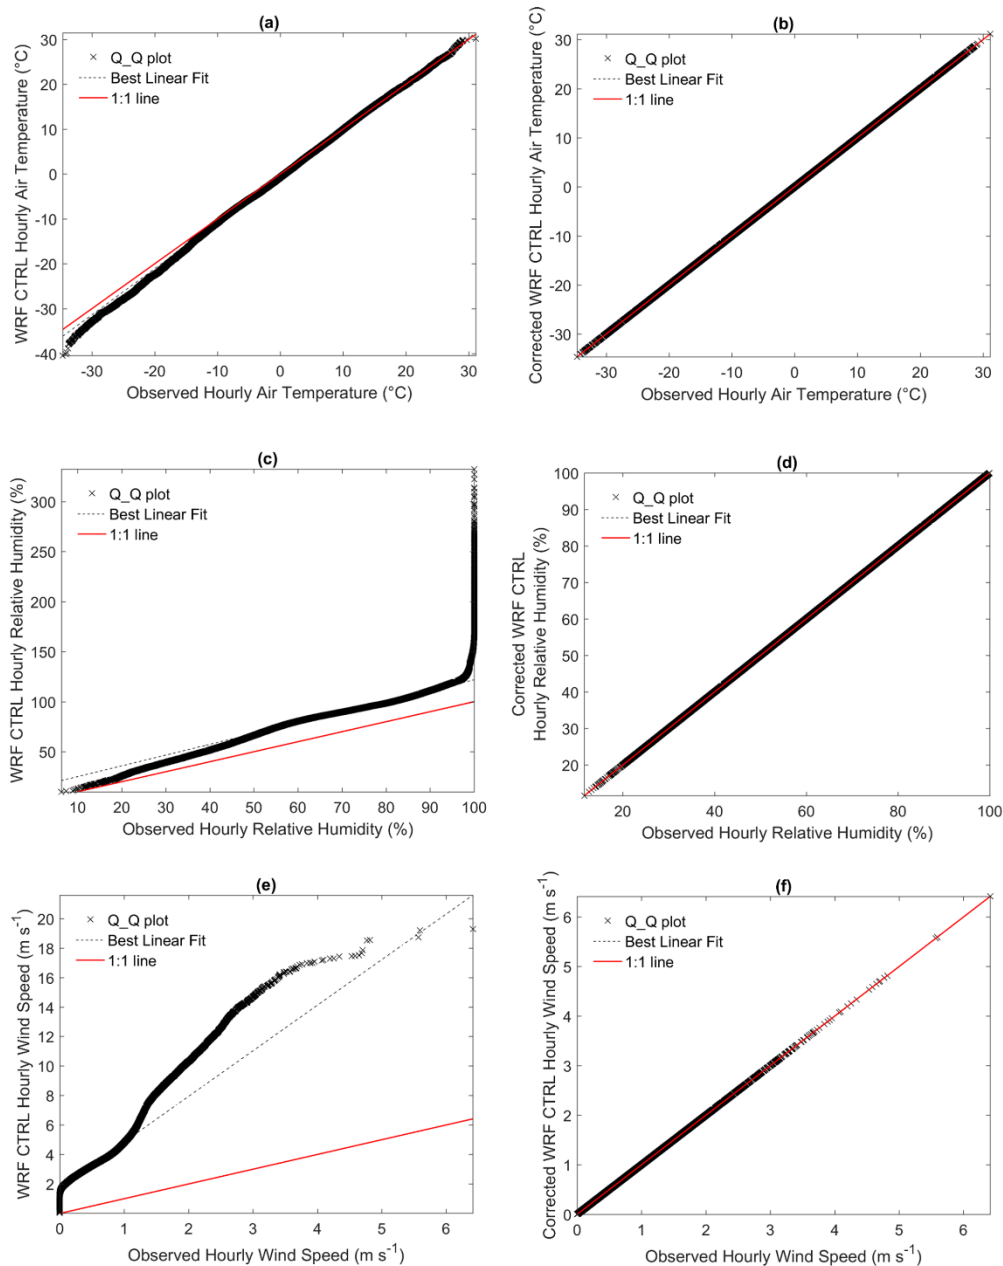 (a)
WRF CTRL Hourly Air Temperature (°C)
30
20
10
0
-10
-20
-30
-40
× Q_Q plot
Best Linear Fit
1:1 line
-30 -20 -10 0 10 20 30
Observed Hourly Air Temperature (°C)
(b)
Corrected WRF CTRL Hourly Air Temperature (°C)
30
20
10
0
-10
-20
-30
× Q_Q plot
Best Linear Fit
1:1 line
-30 -20 -10 0 10 20 30
Observed Hourly Air Temperature (°C)
(c)
WRF CTRL Hourly Relative Humidity (%)
300
250
200
150
100
50
× Q_Q plot
Best Linear Fit
1:1 line
20 30 40 50 60 70 80 90 100
Observed Hourly Relative Humidity (%)
(d)
Corrected WRF CTRL
Hourly Relative Humidity (%)
100
90
80
70
60
50
40
30
20
× Q_Q plot
Best Linear Fit
1:1 line
20 40 60 80 100
Observed Hourly Relative Humidity (%)
(e)
WRF CTRL Hourly Wind Speed (m s⁻¹)
20
18
16
14
12
10
8
6
4
2
× Q_Q plot
Best Linear Fit
1:1 line
0 1 2 3 4 5 6
Observed Hourly Wind Speed (m s⁻¹)
(f)
Corrected WRF CTRL Hourly Wind Speed (m s⁻¹)
6
5
4
3
2
1
0
× Q_Q plot
Best Linear Fit
1:1 line
0 1 2 3 4 5 6
Observed Hourly Wind Speed (m s⁻¹)